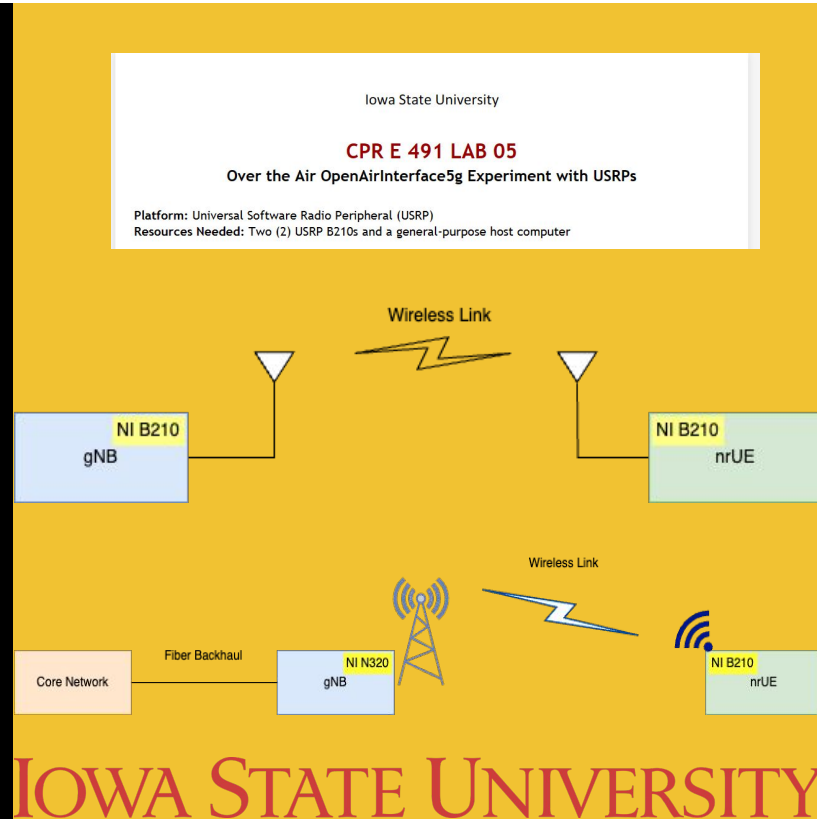 Iowa State University
CPR E 491 LAB 05
Over the Air OpenAirInterface5g Experiment with USRPs
Platform: Universal Software Radio Peripheral (USRP)
Resources Needed: Two (2) USRP B210s and a general-purpose host computer
Wireless Link
NI B210
gNB
NI B210
nrUE
Wireless Link
Core Network
Fiber Backhaul
NI N320
gNB
NI B210
nrUE
IOWA STATE UNIVERSITY